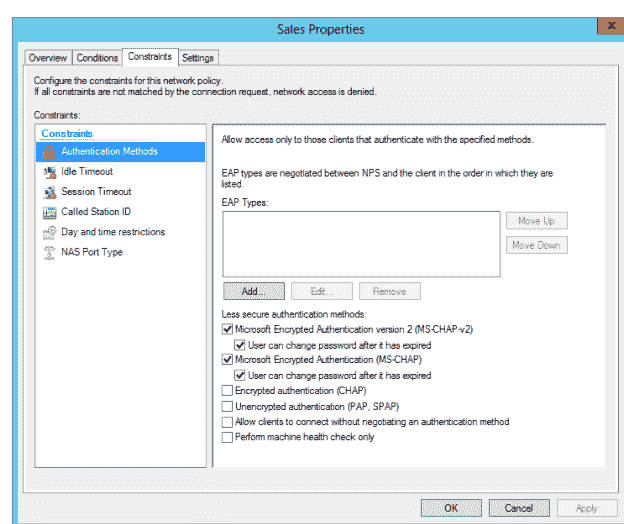 Sales Properties
x
Overview Conditions Constraints Settings
Configure the constraints for this network policy.
If all constraints are not matched by the connection request, network access is denied.
Constraints:
Constraints
Authentication Methods
Idle Timeout
Session Timeout
Called Station ID
Day and time restrictions
NAS Port Type
Allow access only to those clients that authenticate with the specified methods.
EAP types are negotiated between NPS and the client in the order in which they are
listed.
EAP Types:
Move Up
Move Down
Add... Edit... Remove
Less secure authentication methods:
Microsoft Encrypted Authentication version 2 (MS-CHAP-v2)
User can change password after it has expired
Microsoft Encrypted Authentication (MS-CHAP)
User can change password after it has expired
Encrypted authentication (CHAP)
Unencrypted authentication (PAP, SPAP)
Allow clients to connect without negotiating an authentication method
Perform machine health check only
OK Cancel Apply